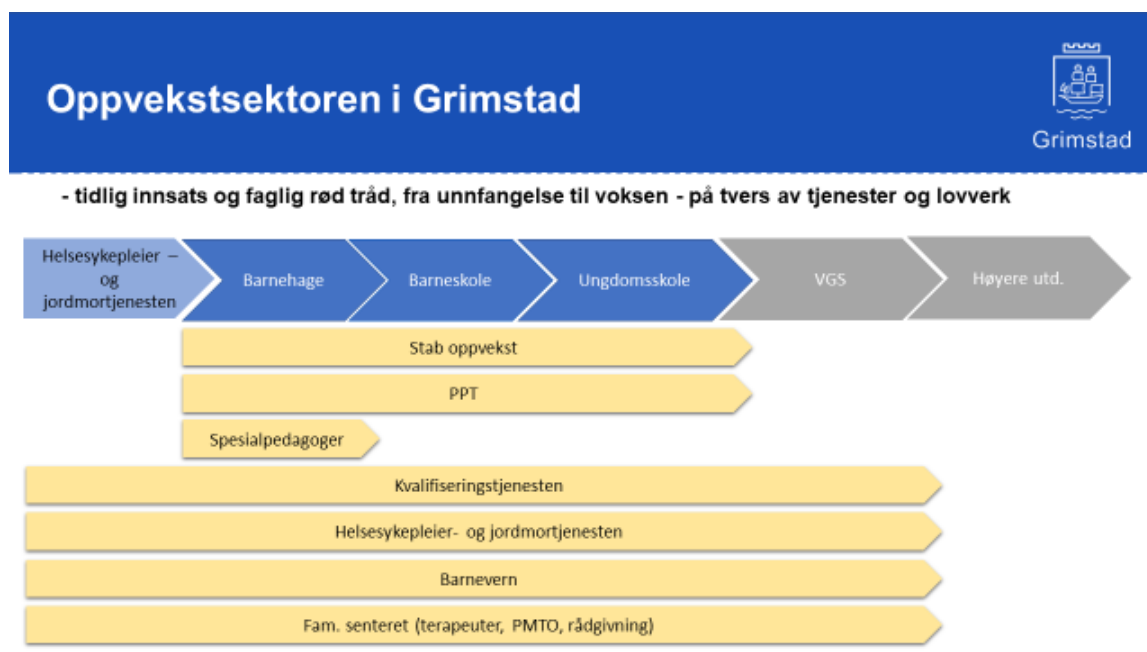 Oppvekstsektoren i Grimstad
Grimstad
- tidlig innsats og faglig rød tråd, fra unnfangelse til voksen - på tvers av tjenester og lovverk
Helsesykepleier –
og
jordmortjenesten
Barnehage
Barneskole
Ungdomsskole
VGS
Høyere utd.
Stab oppvekst
PPT
Spesialpedagoger
Kvalifiseringstjenesten
Helsesykepleier- og jordmortjenesten
Barnevern
Fam. senteret (terapeuter, PMTO, rådgivning)